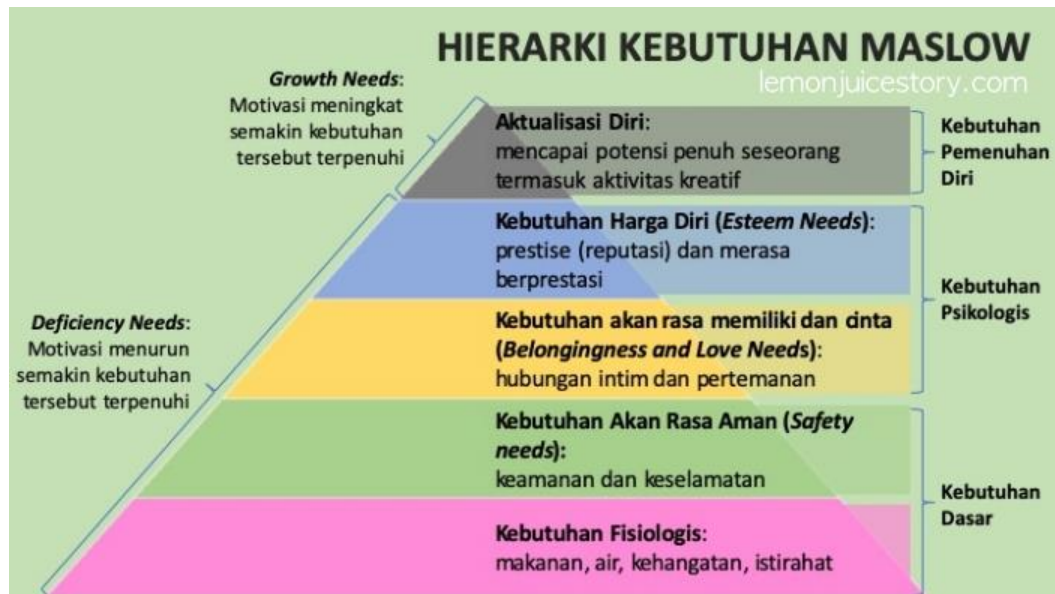 HIERARKI KEBUTUHAN MASLOW
lemonjuicestory.com
Growth Needs:
Motivasi meningkat
semakin kebutuhan
tersebut terpenuhi
Aktualisasi Diri:
mencapai potensi penuh seseorang
termasuk aktivitas kreatif
Kebutuhan
Pemenuhan
Diri
Kebutuhan Harga Diri (Esteem Needs):
prestise (reputasi) dan merasa
berprestasi
Kebutuhan
Psikologis
Deficiency Needs:
Motivasi menurun
semakin kebutuhan
tersebut terpenuhi
Kebutuhan akan rasa memiliki dan cinta
(Belongingness and Love Needs):
hubungan intim dan pertemanan
Kebutuhan Akan Rasa Aman (Safety
needs):
keamanan dan keselamatan
Kebutuhan
Dasar
Kebutuhan Fisiologis:
makanan, air, kehangatan, istirahat